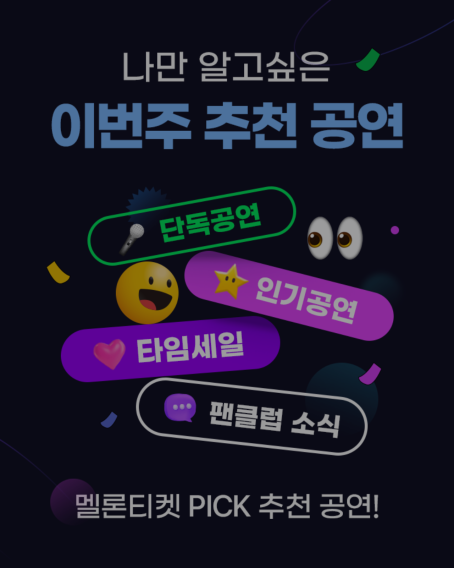 나만 알고싶은
이번주 추천 공연
단독공연
인기공연
타임세일
팬클럽 소식
멜론티켓 PICK 추천 공연!